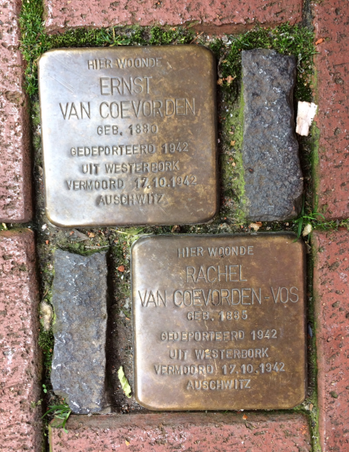 HIER WOONDE
ERNST
VAN COEVORDEN
GEB. 1880
GEDEPORTEERD 1942
UIT WESTERBORK
VERMOORD 17.10.1942
AUSCHWITZ
HIER WOONDE
RACHEL
VAN COEVORDEN-VOS
GEB. 1885
GEDEPORTEERD 1942
UIT WESTERBORK
VERMOORD 17.10.1942
AUSCHWITZ